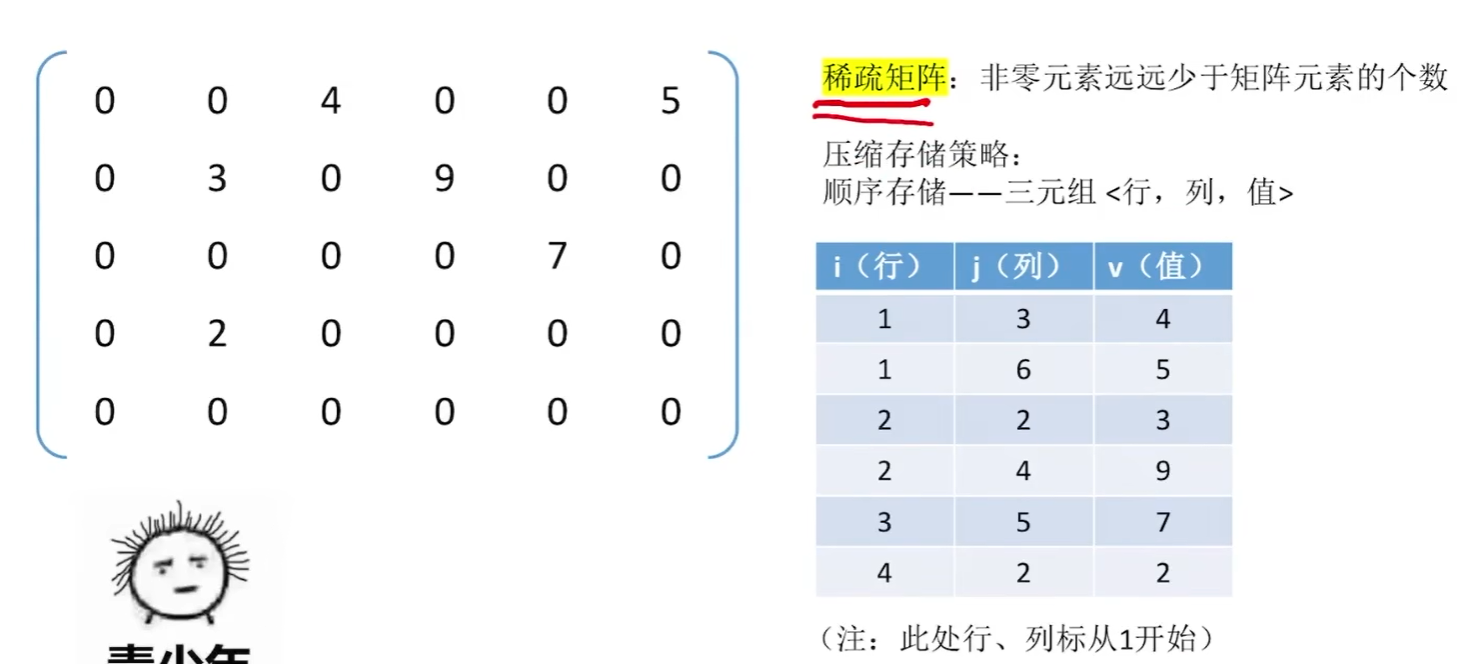 0 0 4 0 0 5
0 3 0 9 0 0
0 0 0 0 7 0
0 2 0 0 0 0
0 0 0 0 0 0
稀疏矩阵：非零元素远远少于矩阵元素的个数
压缩存储策略：
顺序存储——三元组 <行，列，值>
i（行） j（列） v（值）
1 3 4
1 6 5
2 2 3
2 4 9
3 5 7
4 2 2
（注：此处行、列标从1开始）
青少年